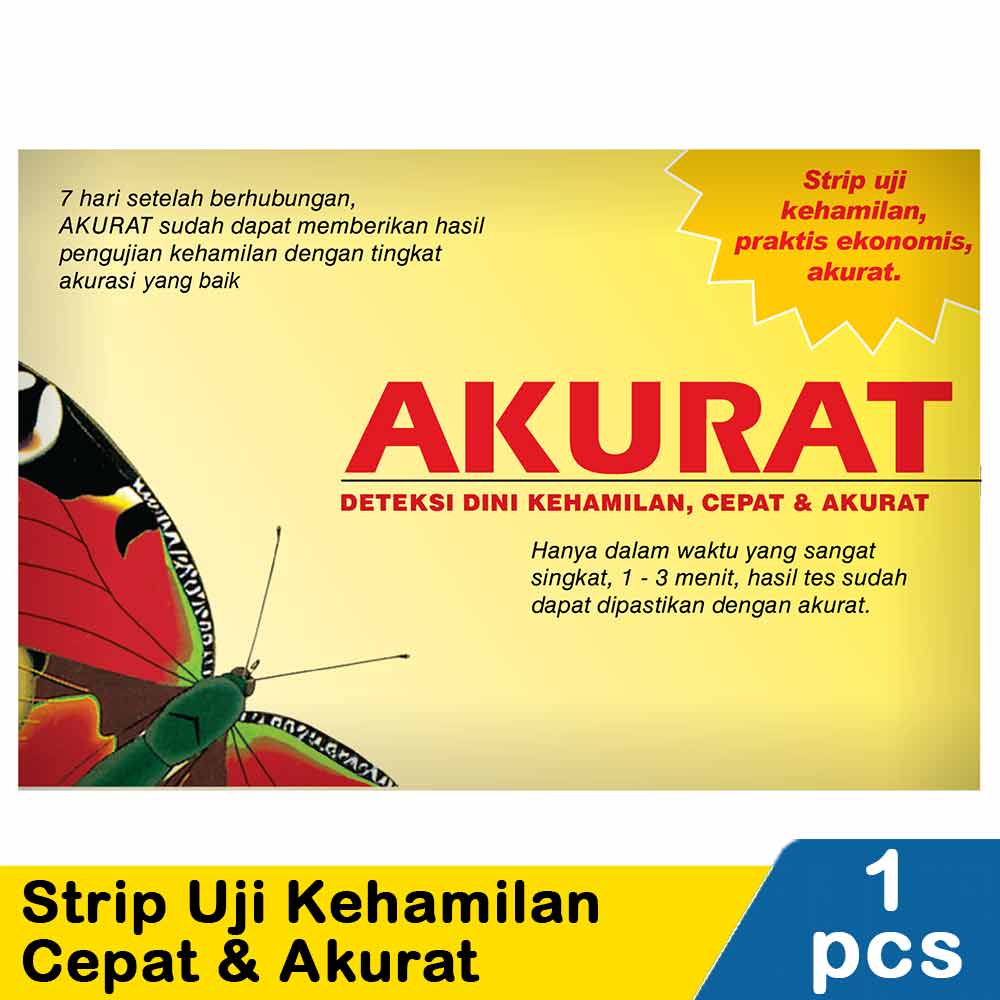 7 hari setelah berhubungan,
AKURAT sudah dapat memberikan hasil
pengujian kehamilan dengan tingkat
akurasi yang baik
Strip uji
kehamilan,
praktis ekonomis,
akurat.
AKURAT
DETEKSI DINI KEHAMILAN, CEPAT & AKURAT
Hanya dalam waktu yang sangat
singkat, 1 - 3 menit, hasil tes sudah
dapat dipastikan dengan akurat.
Strip Uji Kehamilan
Cepat & Akurat
1
pcs